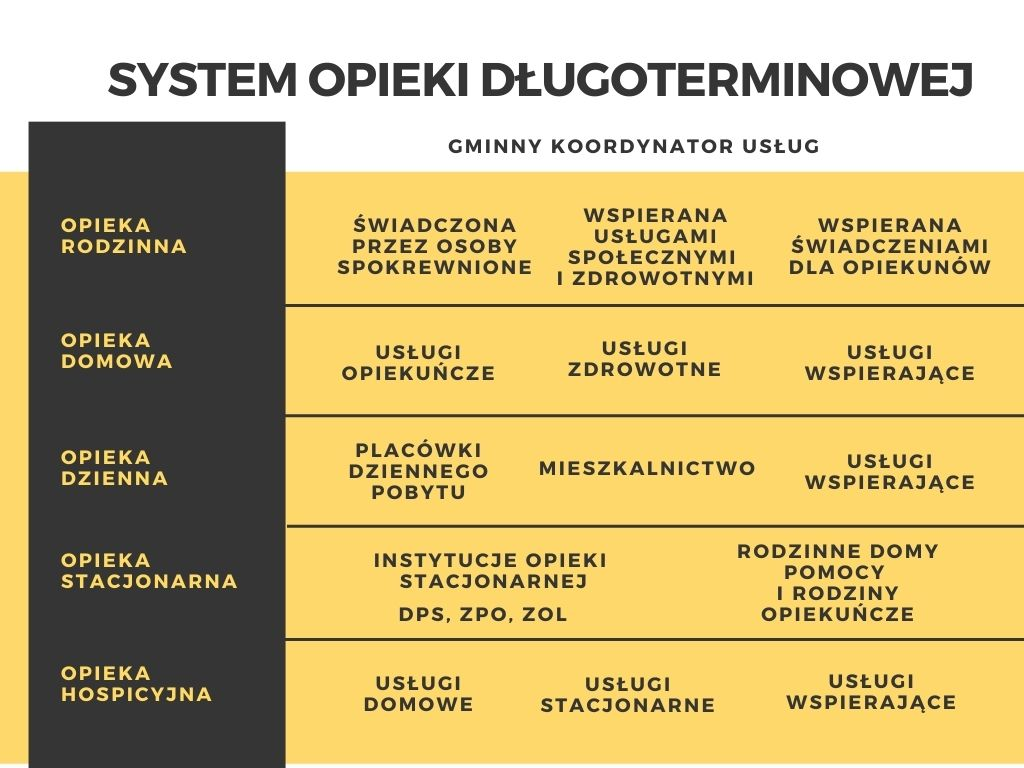 SYSTEM OPIEKI DŁUGOTERMINOWEJ
GMINNY KOORDYNATOR USŁUG
OPIEKA
RODZINNA
ŚWIADCZONA
PRZEZ OSOBY
SPOKREWNIONE
WSPIERANA
USŁUGAMI
SPOŁECZNYMI
I ZDROWOTNYMI
WSPIERANA
ŚWIADCZENIAMI
DLA OPIEKUNÓW
OPIEKA
DOMOWA
USŁUGI
OPIEKUŃCZE
USŁUGI
ZDROWOTNE
USŁUGI
WSPIERAJĄCE
OPIEKA
DZIENNA
PLACÓWKI
DZIENNEGO
POBYTU
MIESZKALNICTWO
USŁUGI
WSPIERAJĄCE
OPIEKA
STACJONARNA
INSTYTUCJE OPIEKI
STACJONARNEJ
DPS, ZPO, ZOL
RODZINNE DOMY
POMOCY
I RODZINY
OPIEKUŃCZE
OPIEKA
HOSPICYJNA
USŁUGI
DOMOWE
USŁUGI
STACJONARNE
USŁUGI
WSPIERAJĄCE